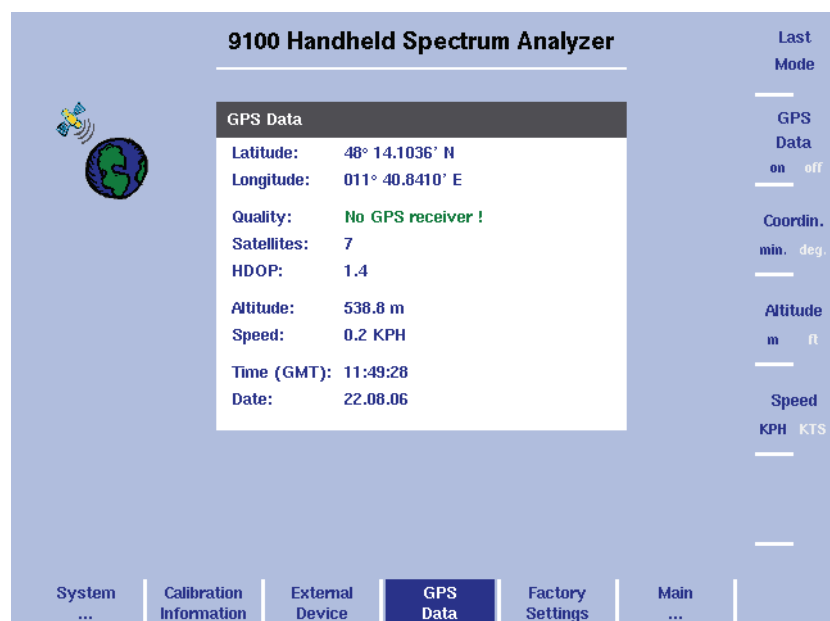 9100 Handheld Spectrum Analyzer
GPS Data
Latitude: 48° 14.1036' N
Longitude: 011° 40.8410' E
Quality: No GPS receiver !
Satellites: 7
HDOP: 1.4
Altitude: 538.8 m
Speed: 0.2 KPH
Time (GMT): 11:49:28
Date: 22.08.06
Last
Mode
GPS
Data
on off
Coordin.
min. deg.
Altitude
m ft
Speed
KPH KTS
System
...
Calibration
Information
External
Device
GPS
Data
Factory
Settings
Main
...